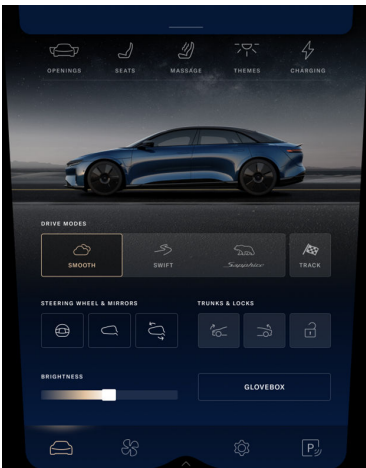 OPENINGS SEATS MASSAGE THEMES CHARGING
DRIVE MODES
SMOOTH SWIFT Sapphire TRACK
STEERING WHEEL & MIRRORS TRUNKS & LOCKS
BRIGHTNESS
GLOVEBOX
P